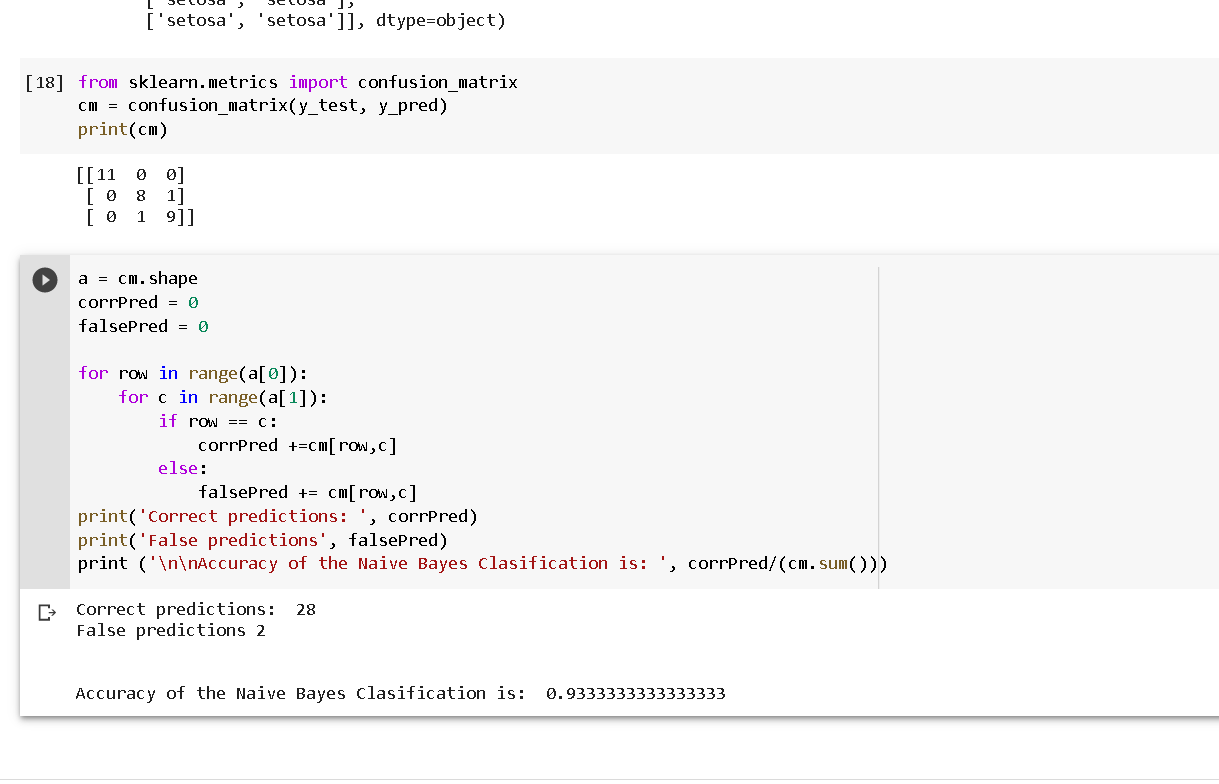 ['setosa', 'setosa'],
['setosa', 'setosa']], dtype=object)
[18] from sklearn.metrics import confusion_matrix
cm = confusion_matrix(y_test, y_pred)
print(cm)
[[11  0  0]
 [ 0  8  1]
 [ 0  1  9]]
a = cm.shape
corrPred = 0
falsePred = 0
for row in range(a[0]):
    for c in range(a[1]):
        if row == c:
            corrPred +=cm[row,c]
        else:
            falsePred += cm[row,c]
print('Correct predictions: ', corrPred)
print('False predictions', falsePred)
print ('\n\nAccuracy of the Naive Bayes Clasification is: ', corrPred/(cm.sum()))
Correct predictions:  28
False predictions 2
Accuracy of the Naive Bayes Clasification is:  0.9333333333333333